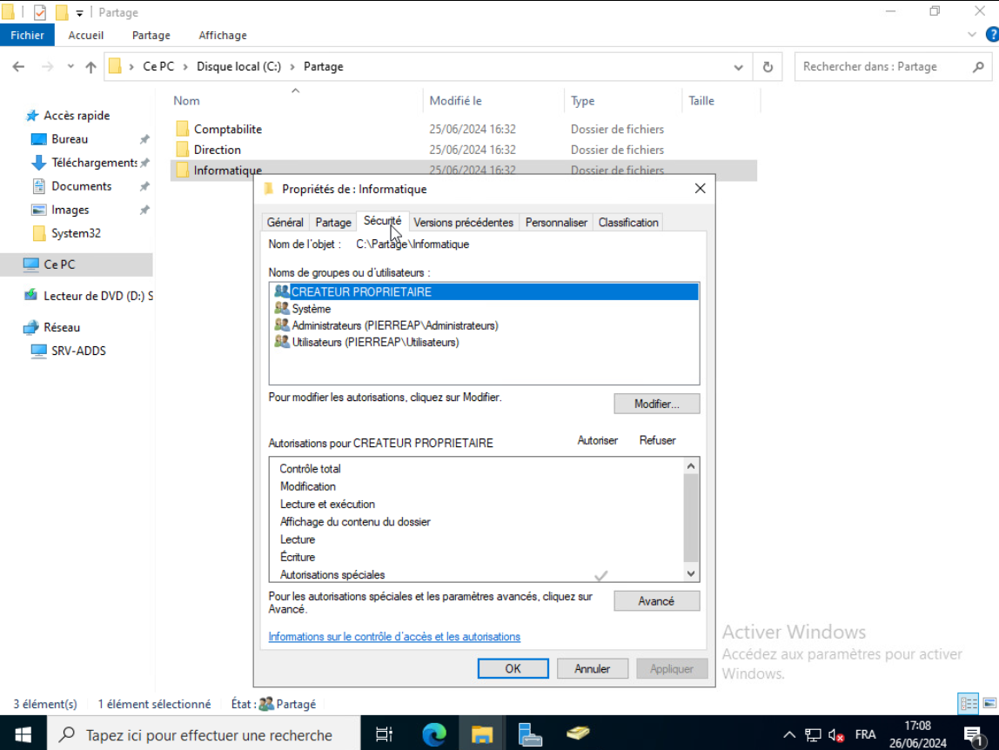 Partage
Fichier Accueil Partage Affichage
Ce PC Disque local (C:) Partage
Rechercher dans : Partage
Nom Modifié le Type Taille
Accès rapide
Bureau
Téléchargements
Documents
Images
System32
Ce PC
Lecteur de DVD (D:) S
Réseau
SRV-ADDS
Comptabilite 25/06/2024 16:32 Dossier de fichiers
Direction 25/06/2024 16:32 Dossier de fichiers
Informatique 25/06/2024 16:32 Dossier de fichiers
Propriétés de : Informatique
Général Partage Sécurité Versions précédentes Personnaliser Classification
Nom de l'objet : C:\Partage\Informatique
Noms de groupes ou d'utilisateurs :
CREATEUR PROPRIETAIRE
Système
Administrateurs (PIERREAP\Administrateurs)
Utilisateurs (PIERREAP\Utilisateurs)
Pour modifier les autorisations, cliquez sur Modifier.
Modifier...
Autorisations pour CREATEUR PROPRIETAIRE Autoriser Refuser
Contrôle total
Modification
Lecture et exécution
Affichage du contenu du dossier
Lecture
Écriture
Autorisations spéciales
Pour les autorisations spéciales et les paramètres avancés, cliquez sur
Avancé.
Avancé
Informations sur le contrôle d'accès et les autorisations
OK Annuler Appliquer
Activer Windows
Accédez aux paramètres pour activer
Windows.
3 élément(s) 1 élément sélectionné État : Partagé
Tapez ici pour effectuer une recherche
FRA
17:08
26/06/2024
1